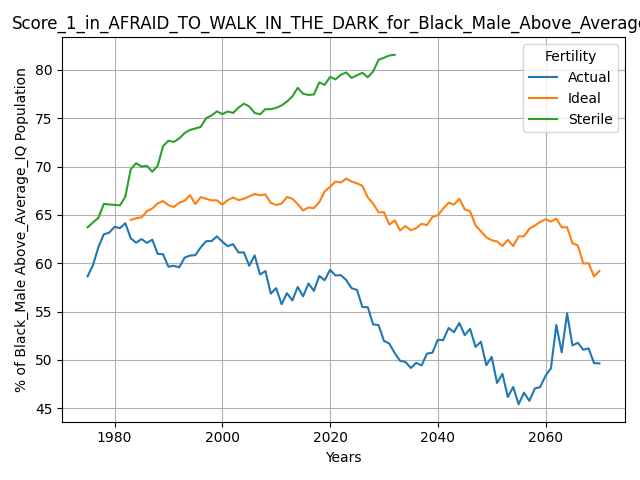 Score_1_in_AFRAID_TO_WALK_IN_THE_DARK_for_Black_Male_Above_Average
Fertility
Actual
Ideal
Sterile
% of Black_Male Above_Average_IQ Population
80
75
70
65
60
55
50
45
1980 2000 2020 2040 2060
Years